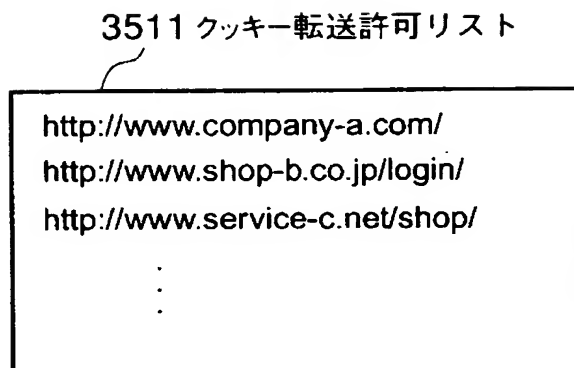 3511 クッキー転送許可リスト
http://www.company-a.com/
http://www.shop-b.co.jp/login/
http://www.service-c.net/shop/